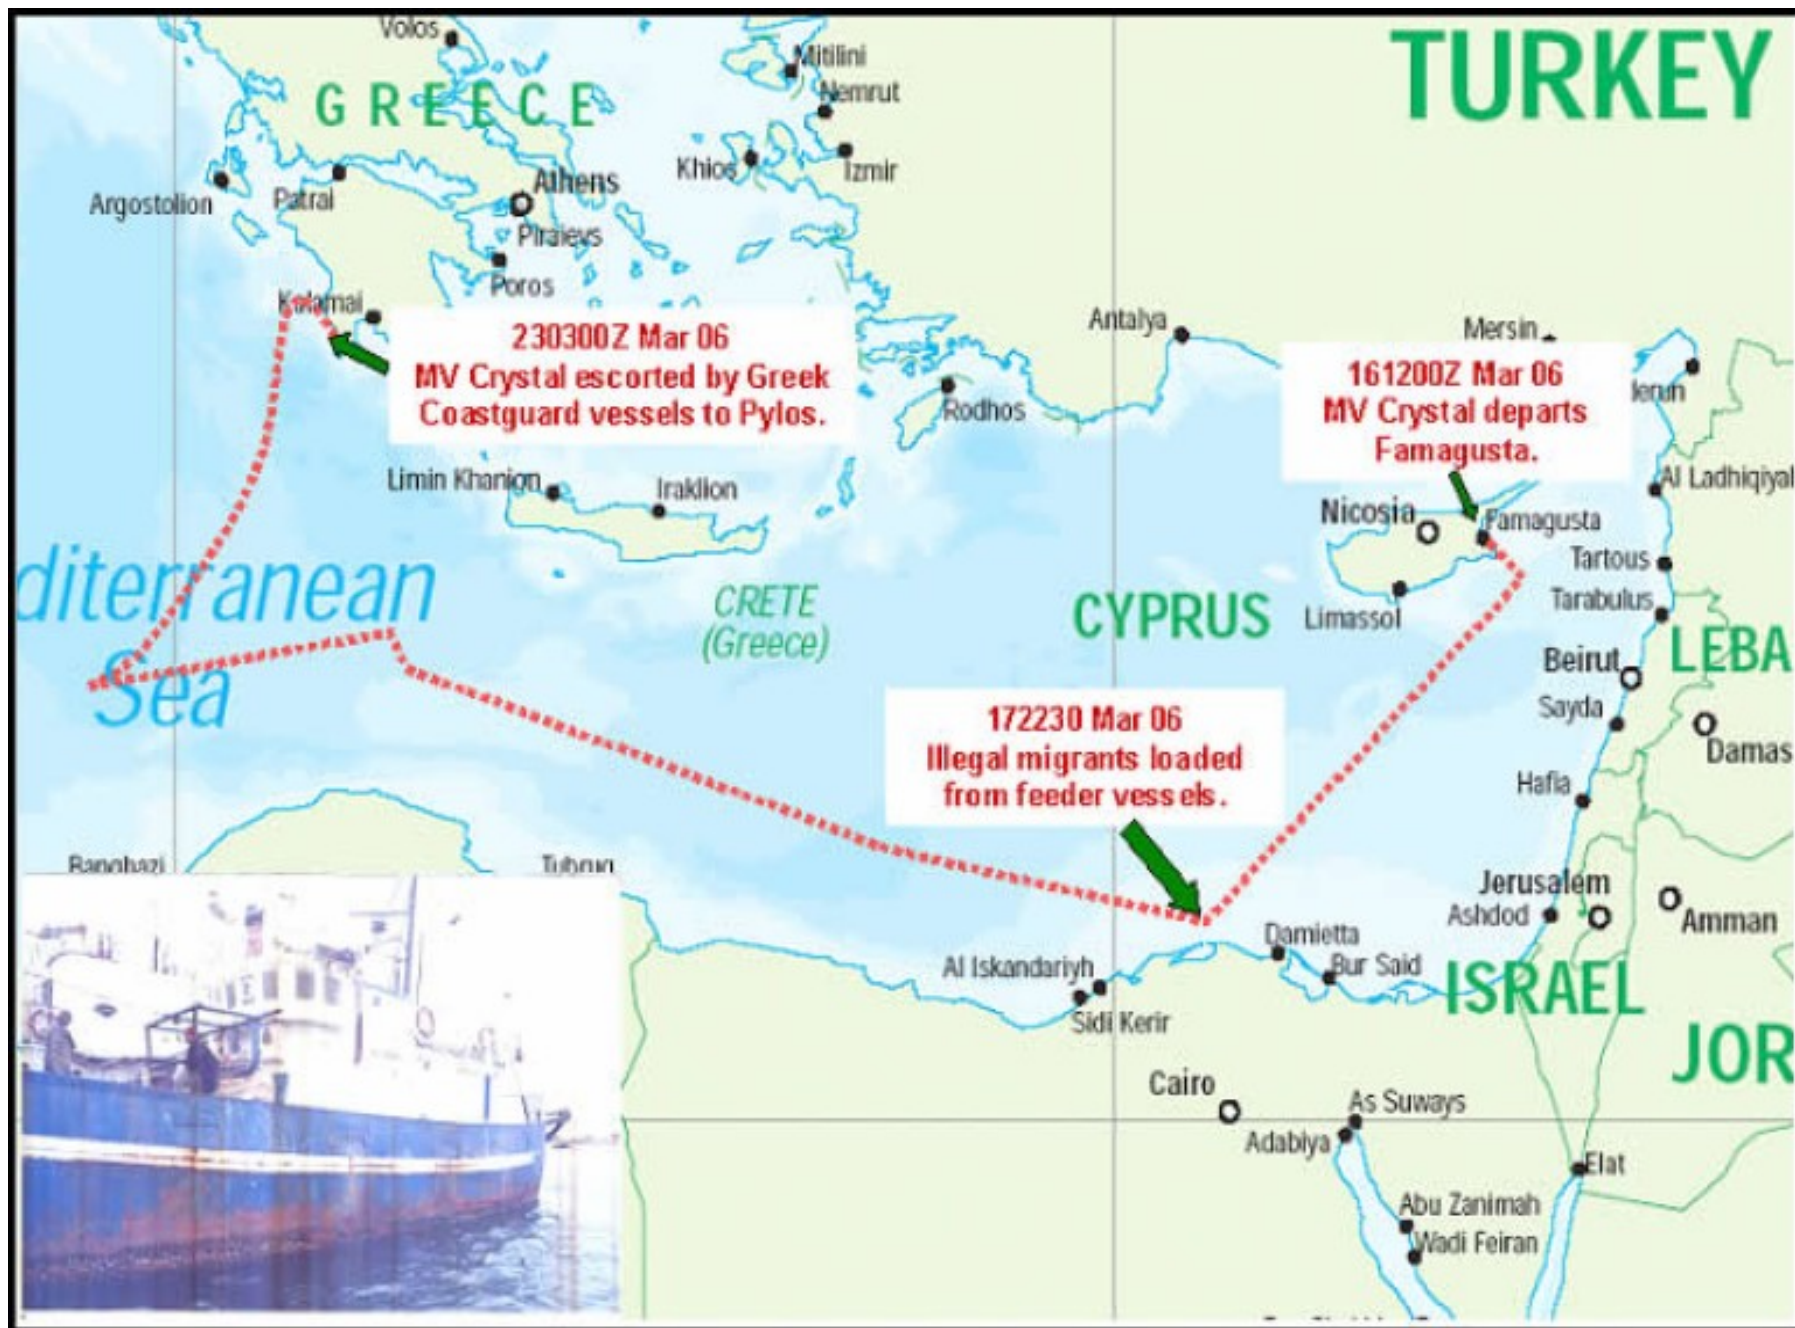 Volos
GREECE
Mitilini
Nemrut
TURKEY
Khios
Izmir
Athens
Argostolion
Patrai
Piraievs
Poros
Kalamai
230300Z Mar 06
MV Crystal escorted by Greek
Coastguard vessels to Pylos.
Antalya
Mersin
161200Z Mar 06
MV Crystal departs
Famagusta.
Rodhos
Limin Khanion
Iraklion
Al Ladhiqiyal
Nicosia
Famagusta
Tartous
diterranean
Sea
CRETE
(Greece)
CYPRUS
Limassol
Tarabulus
Beirut
LEBA
Sayda
Damas
172230 Mar 06
Illegal migrants loaded
from feeder vessels.
Hafia
Banghazi
Tubruq
Jerusalem
Ashdod
Amman
Damietta
Al Iskandariyh
Bur Said
ISRAEL
Sidi Kerir
JOR
Cairo
As Suways
Adabiya
Elat
Abu Zanimah
Wadi Feiran